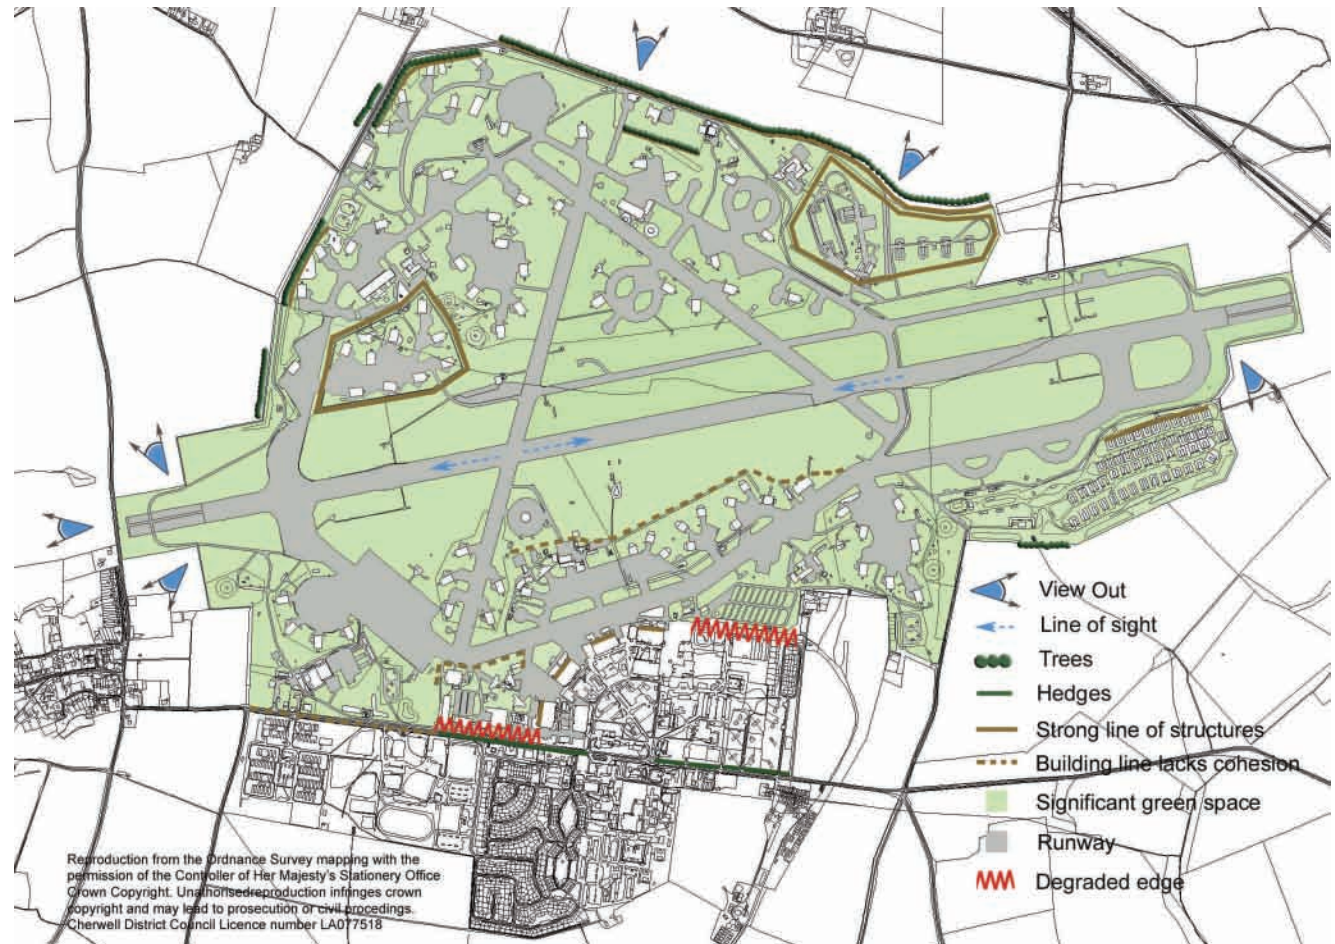 View Out
Line of sight
Trees
Hedges
Strong line of structures
Building line lacks cohesion
Significant green space
Runway
Degraded edge
Reproduction from the Ordnance Survey mapping with the
permission of the Controller of Her Majesty's Stationery Office
Crown Copyright. Unauthorisedreproduction infringes crown
copyright and may lead to prosecution or civil procedings.
Cherwell District Council Licence number LA077518